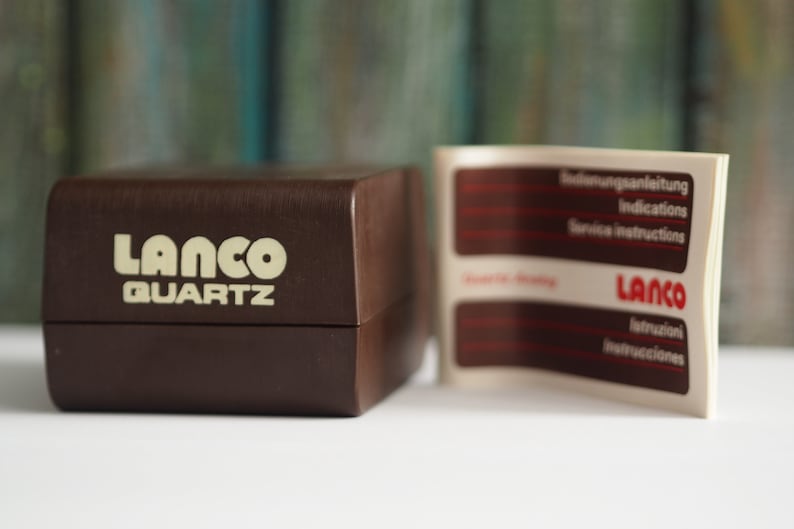 LANCO
QUARTZ
Bedienungsanleitung
Indications
Service instructions
Quartz Analog
LANCO
Istruzioni
Instrucciones